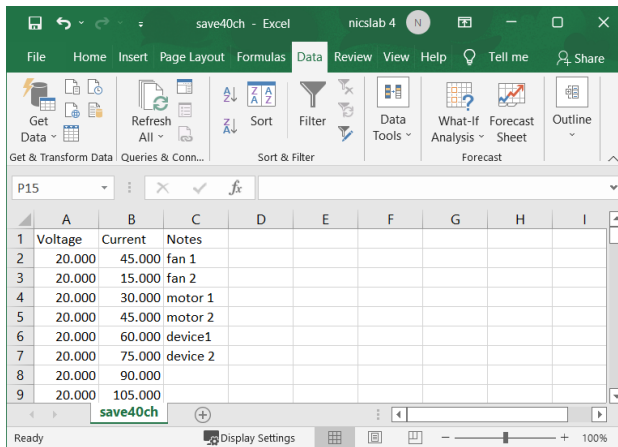 save40ch - Excel nicslab 4 N
File Home Insert Page Layout Formulas Data Review View Help Tell me Share
Get Data Refresh All Sort Filter Data Tools What-If Analysis Forecast Sheet Outline
Get & Transform Data Queries & Conn... Sort & Filter Forecast
P15 fx
A B C D E F G H I
1 Voltage Current Notes
2 20.000 45.000 fan 1
3 20.000 15.000 fan 2
4 20.000 30.000 motor 1
5 20.000 45.000 motor 2
6 20.000 60.000 device1
7 20.000 75.000 device 2
8 20.000 90.000
9 20.000 105.000
save40ch
Ready Display Settings 100%